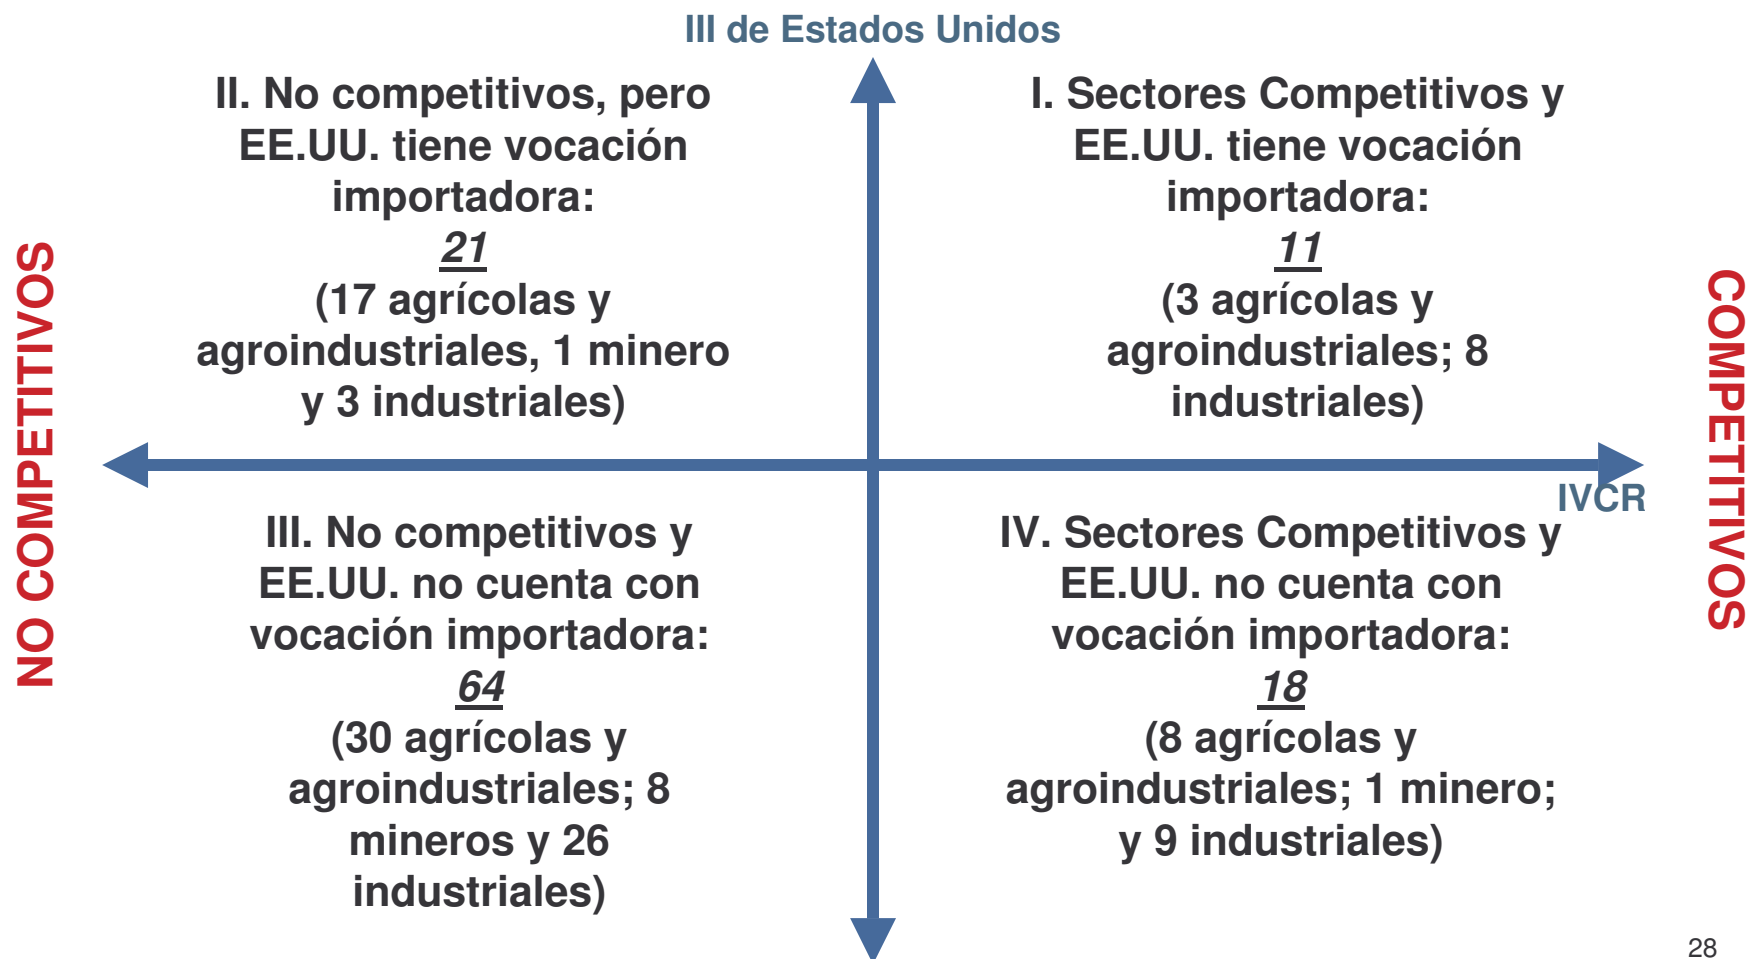 III de Estados Unidos
II. No competitivos, pero
EE.UU. tiene vocación
importadora:
21
(17 agrícolas y
agroindustriales, 1 minero
y 3 industriales)
I. Sectores Competitivos y
EE.UU. tiene vocación
importadora:
11
(3 agrícolas y
agroindustriales; 8
industriales)
NO COMPETITIVOS
COMPETITIVOS
IVCR
III. No competitivos y
EE.UU. no cuenta con
vocación importadora:
64
(30 agrícolas y
agroindustriales; 8
mineros y 26
industriales)
IV. Sectores Competitivos y
EE.UU. no cuenta con
vocación importadora:
18
(8 agrícolas y
agroindustriales; 1 minero;
y 9 industriales)
28